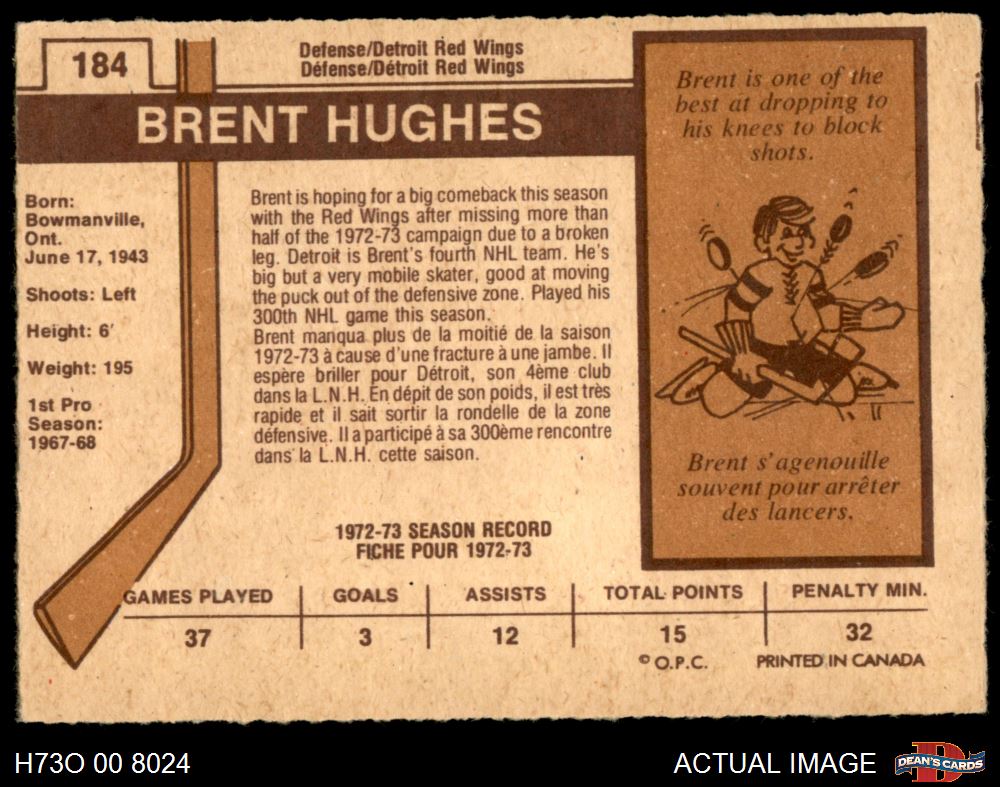 184
Defense/Detroit Red Wings
Défense/Détroit Red Wings
BRENT HUGHES
Born:
Bowmanville,
Ont.
June 17, 1943
Shoots: Left
Height: 6'
Weight: 195
1st Pro
Season:
1967-68
Brent is hoping for a big comeback this season
with the Red Wings after missing more than
half of the 1972-73 campaign due to a broken
leg. Detroit is Brent's fourth NHL team. He's
big but a very mobile skater, good at moving
the puck out of the defensive zone. Played his
300th NHL game this season.
Brent manqua plus de la moitié de la saison
1972-73 à cause d'une fracture à une jambe. Il
espère briller pour Détroit, son 4ème club
dans la L.N.H. En dépit de son poids, il est très
rapide et il sait sortir la rondelle de la zone
défensive. Il a participé à sa 300ème rencontre
dans la L.N.H. cette saison.
Brent is one of the
best at dropping to
his knees to block
shots.
Brent s'agenouille
souvent pour arrêter
des lancers.
1972-73 SEASON RECORD
FICHE POUR 1972-73
GAMES PLAYED GOALS ASSISTS TOTAL POINTS PENALTY MIN.
37 3 12 15 32
© O.P.C. PRINTED IN CANADA
H73O 00 8024 ACTUAL IMAGE D DEAN'S CARDS